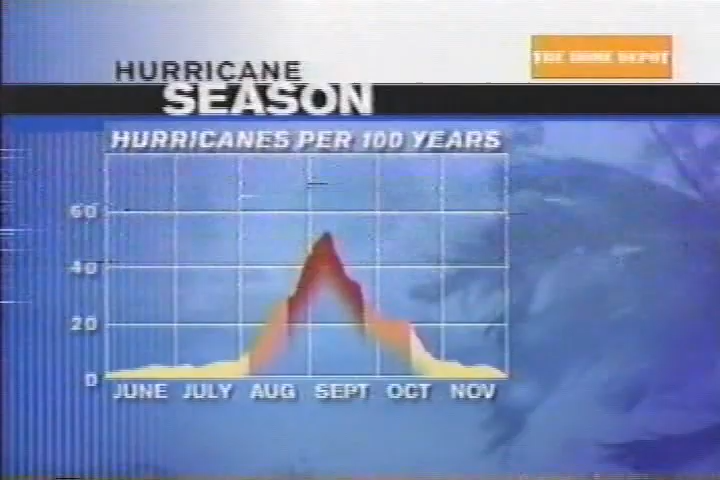 HURRICANE
SEASON
THE HOME DEPOT
HURRICANES PER 100 YEARS
60
40
20
0
JUNE JULY AUG SEPT OCT NOV